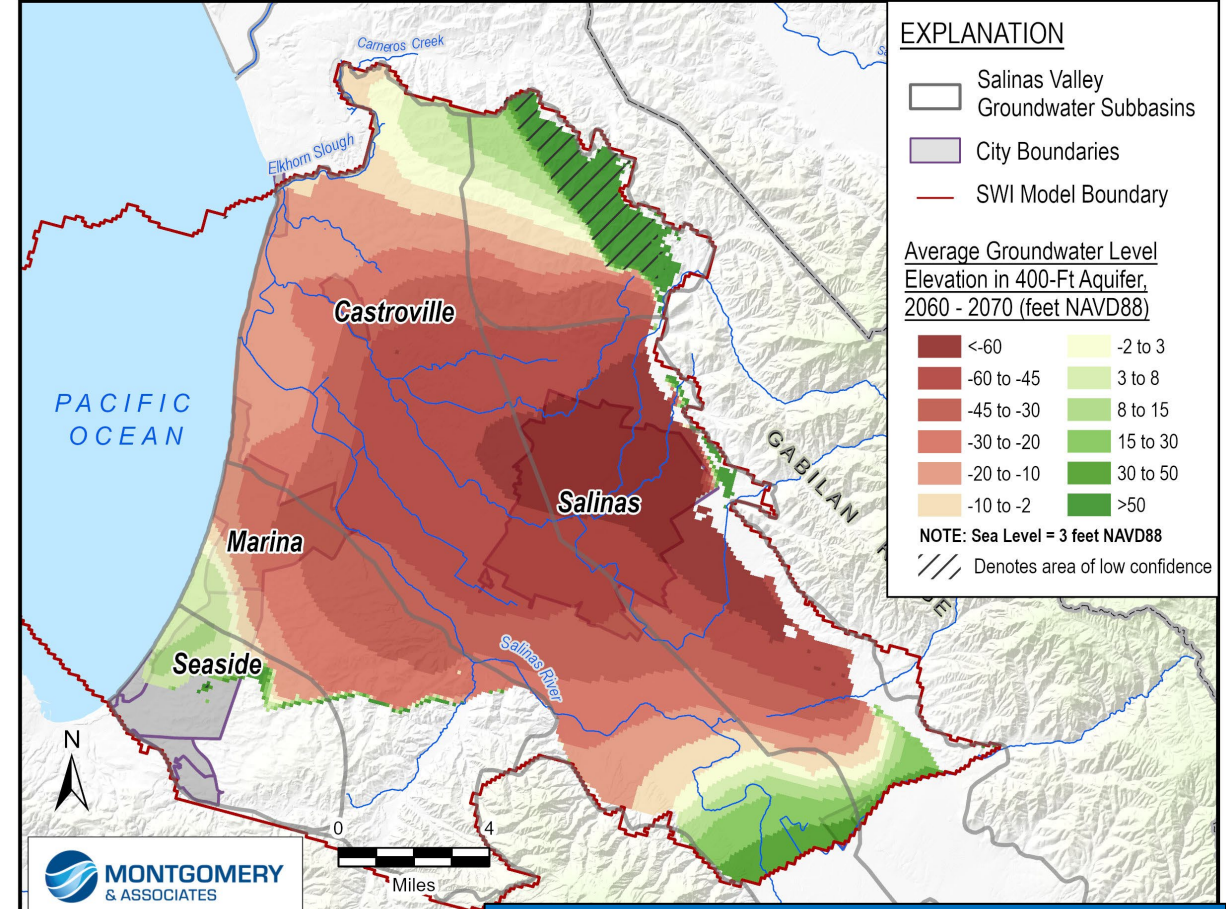 Carneros Creek
Elkhorn Slough
Castroville
PACIFIC
OCEAN
Salinas
Marina
Seaside
Salinas River
GABILAN
N
0 4
Miles
MONTGOMERY
& ASSOCIATES
EXPLANATION
Salinas Valley
Groundwater Subbasins
City Boundaries
SWI Model Boundary
Average Groundwater Level
Elevation in 400-Ft Aquifer,
2060 - 2070 (feet NAVD88)
<-60
-60 to -45
-45 to -30
-30 to -20
-20 to -10
-10 to -2
-2 to 3
3 to 8
8 to 15
15 to 30
30 to 50
>50
NOTE: Sea Level = 3 feet NAVD88
Denotes area of low confidence